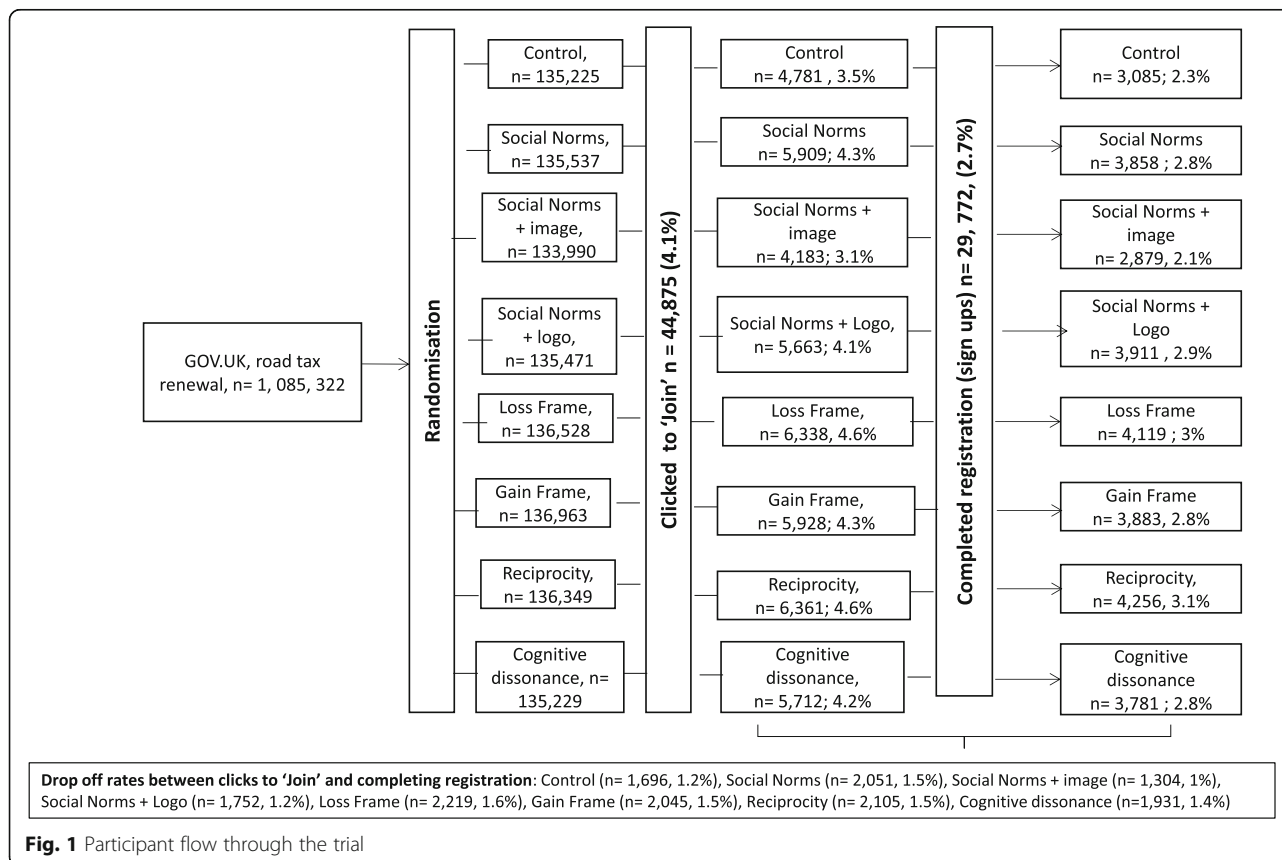 GOV.UK, road tax
renewal, n= 1, 085, 322
Randomisation
Control,
n= 135,225
Social Norms,
n= 135,537
Social Norms
+ image,
n= 133,990
Social Norms
+ logo,
n= 135,471
Loss Frame,
n= 136,528
Gain Frame,
n= 136,963
Reciprocity,
n= 136,349
Cognitive
dissonance, n=
135,229
Clicked to 'Join' n = 44,875 (4.1%)
Control
n= 4,781 , 3.5%
Social Norms
n= 5,909; 4.3%
Social Norms +
image
n= 4,183; 3.1%
Social Norms + Logo,
n= 5,663; 4.1%
Loss Frame,
n= 6,338, 4.6%
Gain Frame,
n= 5,928; 4.3%
Reciprocity,
n= 6,361; 4.6%
Cognitive
dissonance,
n= 5,712; 4.2%
Completed registration (sign ups) n= 29, 772, (2.7%)
Control
n= 3,085; 2.3%
Social Norms
n= 3,858 ; 2.8%
Social Norms +
image
n= 2,879, 2.1%
Social Norms +
Logo
n= 3,911 , 2.9%
Loss Frame
n= 4,119 ; 3%
Gain Frame
n= 3,883, 2.8%
Reciprocity,
n= 4,256, 3.1%
Cognitive
dissonance
n= 3,781 ; 2.8%
Drop off rates between clicks to 'Join' and completing registration: Control (n= 1,696, 1.2%), Social Norms (n= 2,051, 1.5%), Social Norms + image (n= 1,304, 1%),
Social Norms + Logo (n= 1,752, 1.2%), Loss Frame (n= 2,219, 1.6%), Gain Frame (n= 2,045, 1.5%), Reciprocity (n= 2,105, 1.5%), Cognitive dissonance (n=1,931, 1.4%)
Fig. 1 Participant flow through the trial